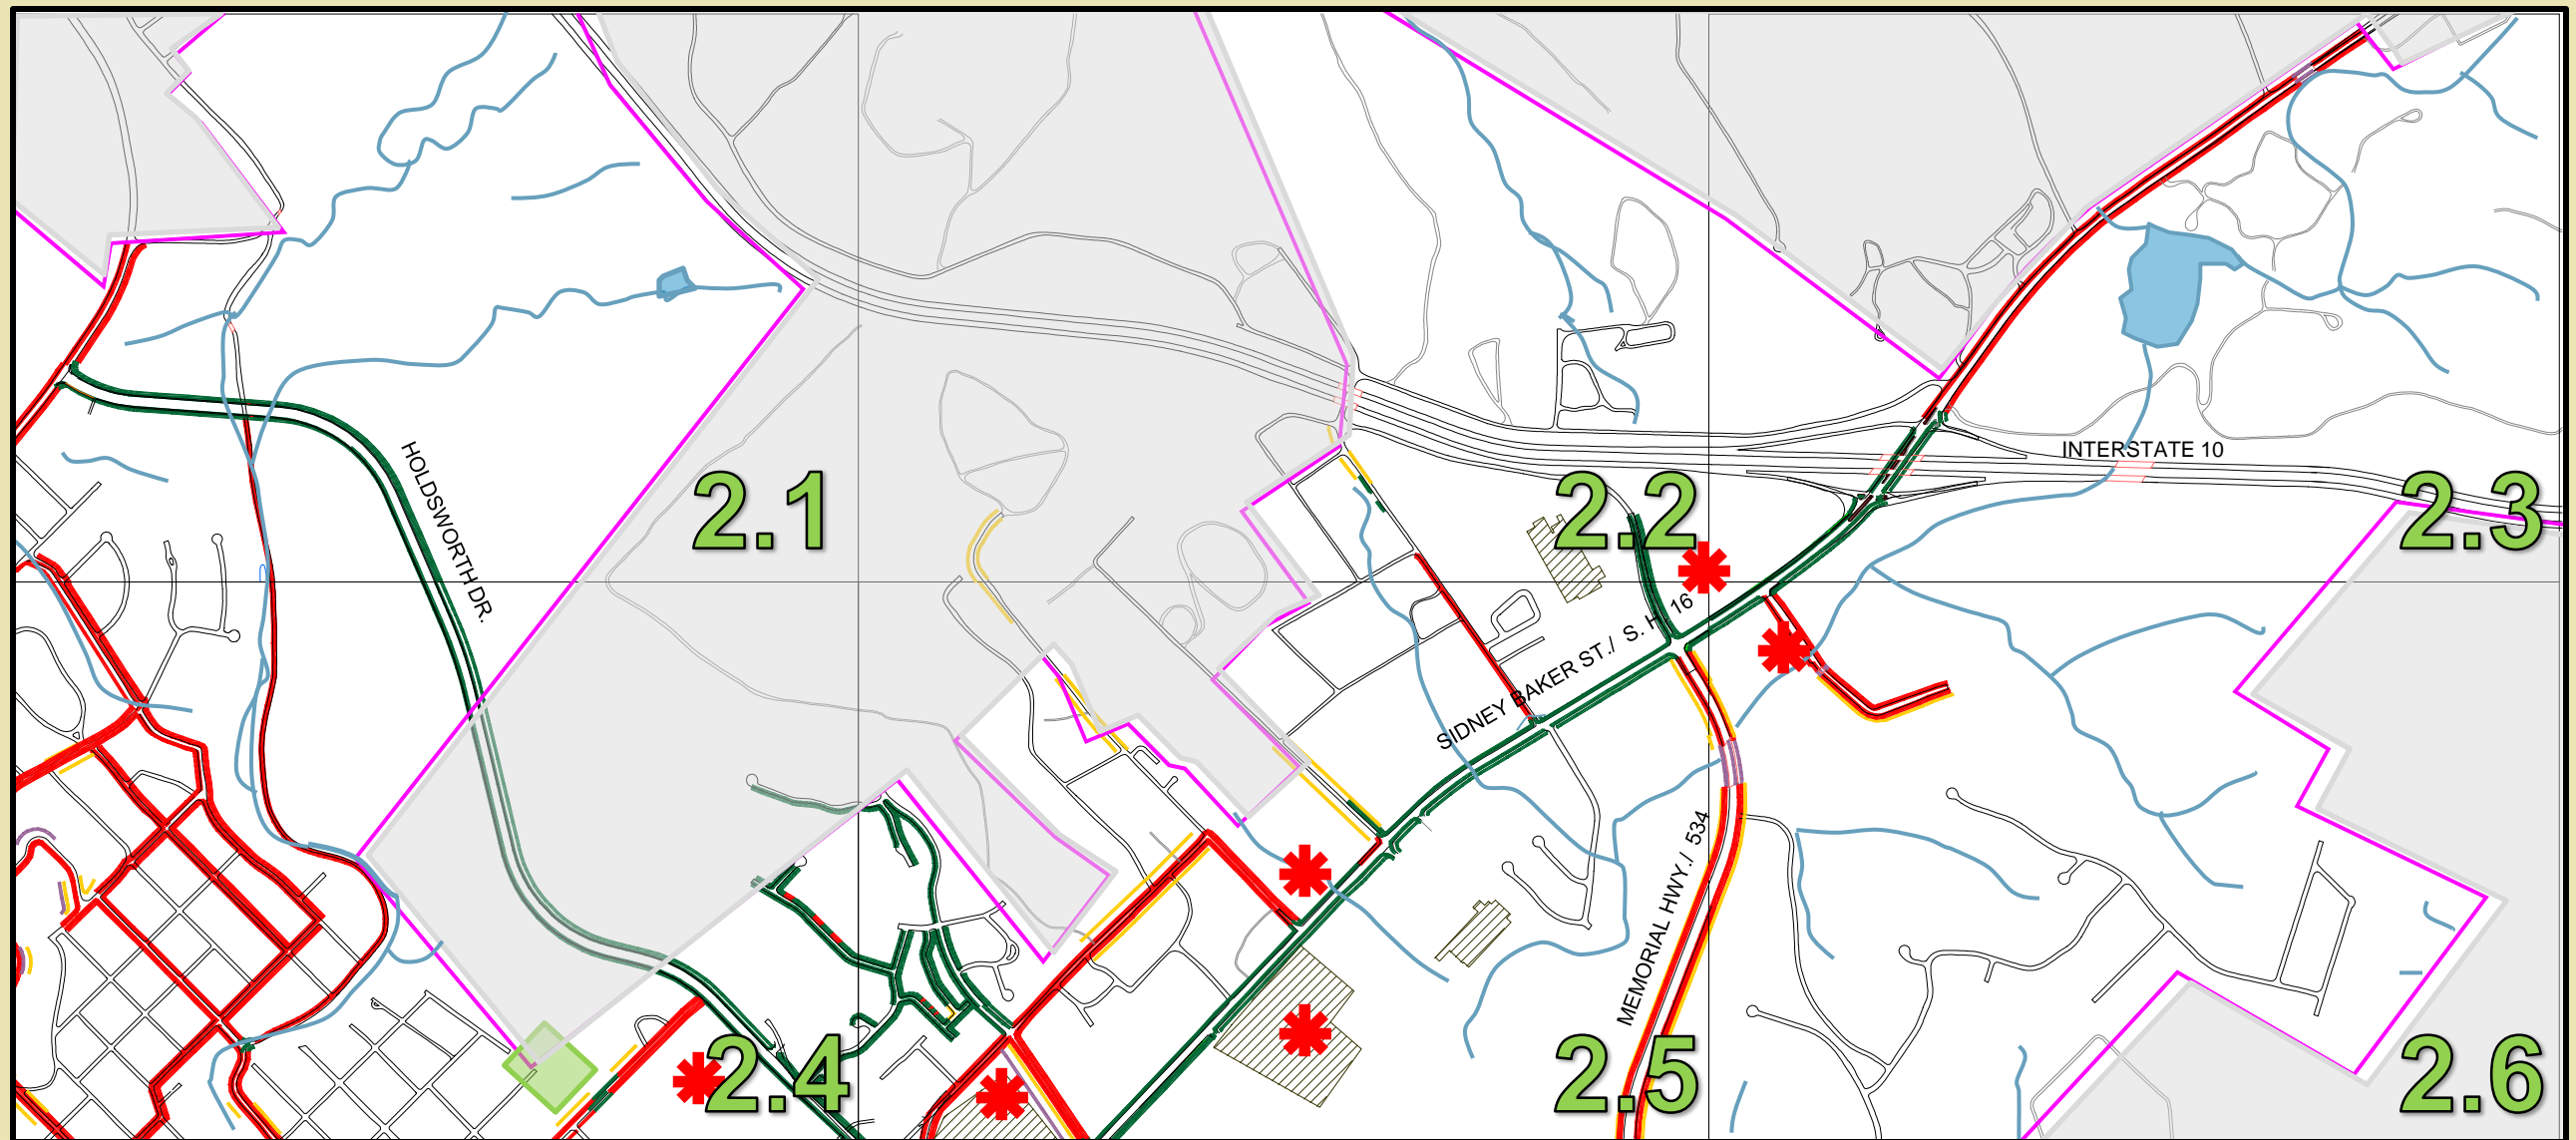 HOLDSWORTH DR.
2.1
2.2
INTERSTATE 10
2.3
SIDNEY BAKER ST./ S. H. 16
MEMORIAL HWY./ 534
2.4
2.5
2.6